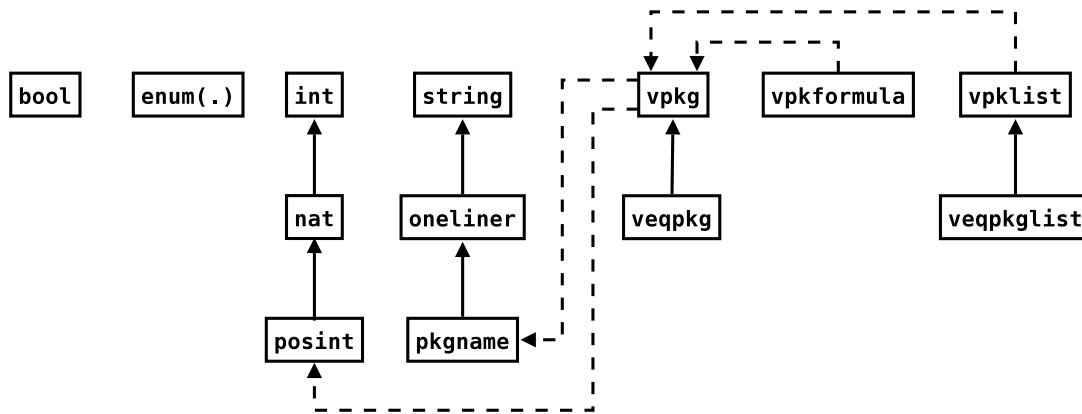 bool
enum(.)
int
string
vpkg
vpkformula
vpklist
nat
oneliner
veqpkg
veqpkglist
posint
pkgname